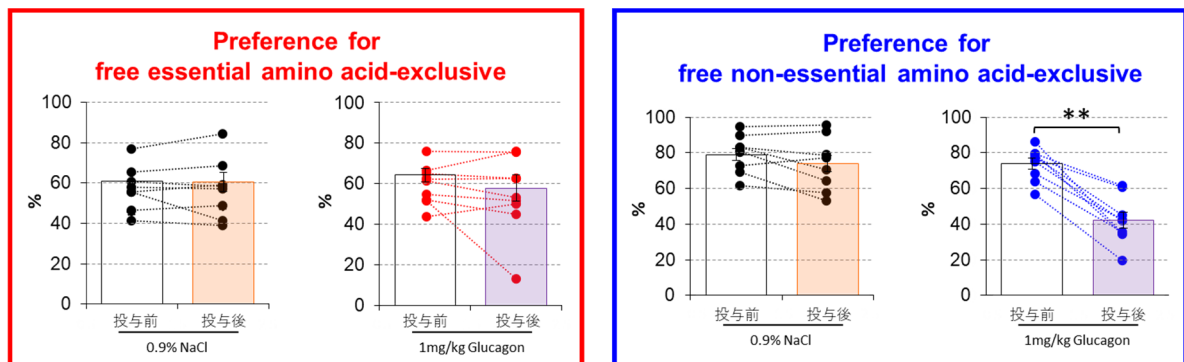 Preference for
free essential amino acid-exclusive
100
80
60
40
20
0
%
投与前 投与後
0.9% NaCl
100
80
60
40
20
0
%
投与前 投与後
1mg/kg Glucagon
Preference for
free non-essential amino acid-exclusive
100
80
60
40
20
0
%
投与前 投与後
0.9% NaCl
100
80
60
40
20
0
%
**
投与前 投与後
1mg/kg Glucagon